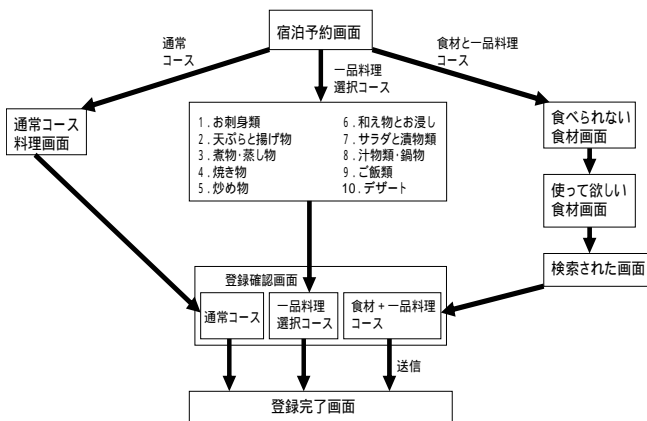 宿泊予約画面
通常
コース
一品料理
選択コース
食材と一品料理
コース
通常コース
料理画面
1．お刺身類
2．天ぷらと揚げ物
3．煮物･蒸し物
4．焼き物
5．炒め物
6．和え物とお浸し
7．サラダと漬物類
8．汁物類･鍋物
9．ご飯類
10．デザート
食べられない
食材画面
使って欲しい
食材画面
検索された画面
登録確認画面
通常コース
一品料理
選択コース
食材＋一品料理
コース
送信
登録完了画面